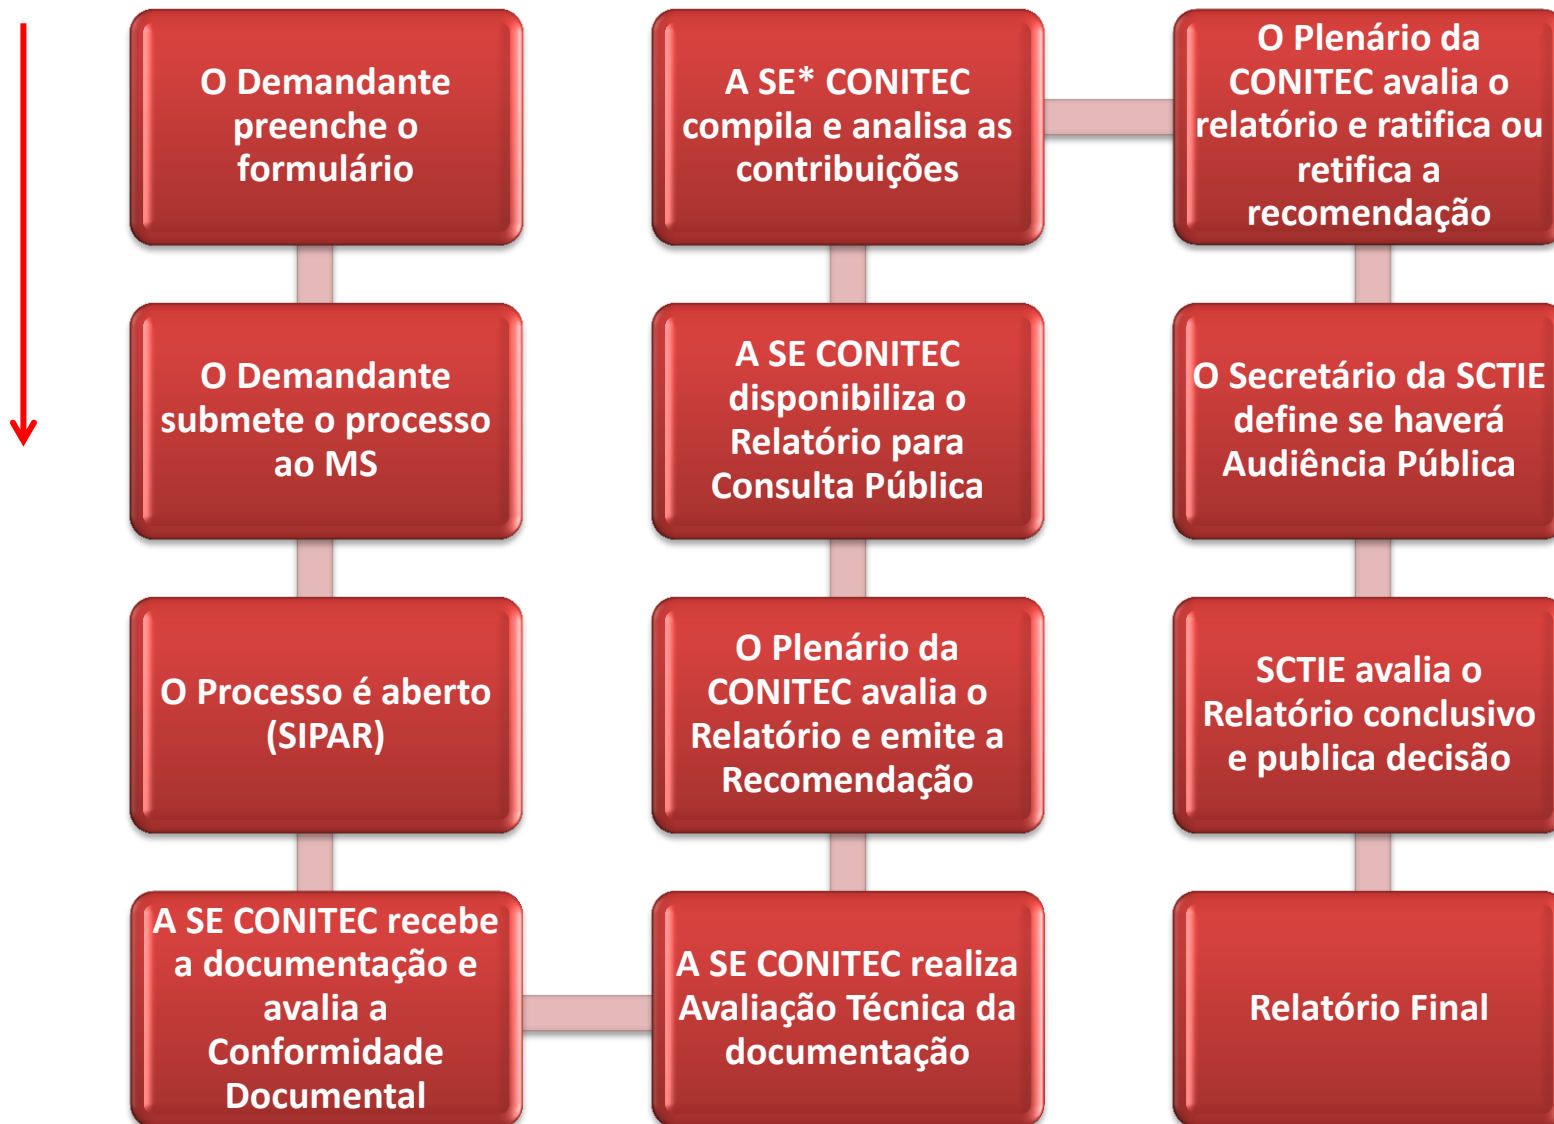 O Demandante
preenche o
formulário
O Demandante
submete o processo
ao MS
O Processo é aberto
(SIPAR)
A SE CONITEC recebe
a documentação e
avalia a
Conformidade
Documental
A SE CONITEC realiza
Avaliação Técnica da
documentação
O Plenário da
CONITEC avalia o
Relatório e emite a
Recomendação
A SE CONITEC
disponibiliza o
Relatório para
Consulta Pública
A SE* CONITEC
compila e analisa as
contribuições
O Plenário da
CONITEC avalia o
relatório e ratifica ou
retifica a
recomendação
O Secretário da SCTIE
define se haverá
Audiência Pública
SCTIE avalia o
Relatório conclusivo
e publica decisão
Relatório Final